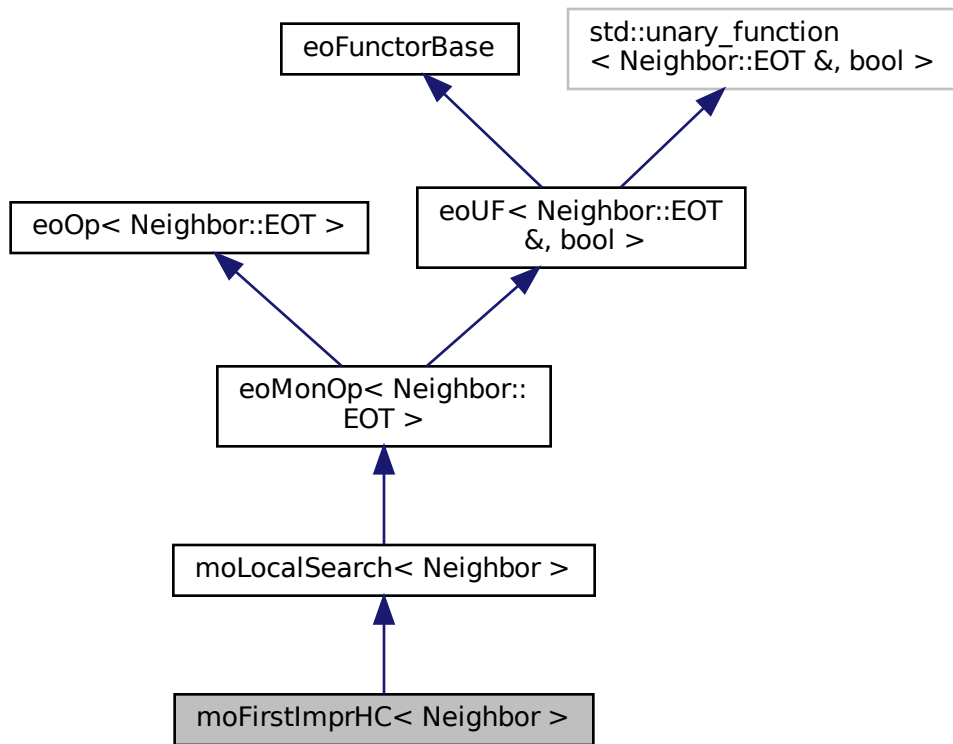 eoFunctorBase
std::unary_function
< Neighbor::EOT &, bool >
eoOp< Neighbor::EOT >
eoUF< Neighbor::EOT
&, bool >
eoMonOp< Neighbor::
EOT >
moLocalSearch< Neighbor >
moFirstImprHC< Neighbor >